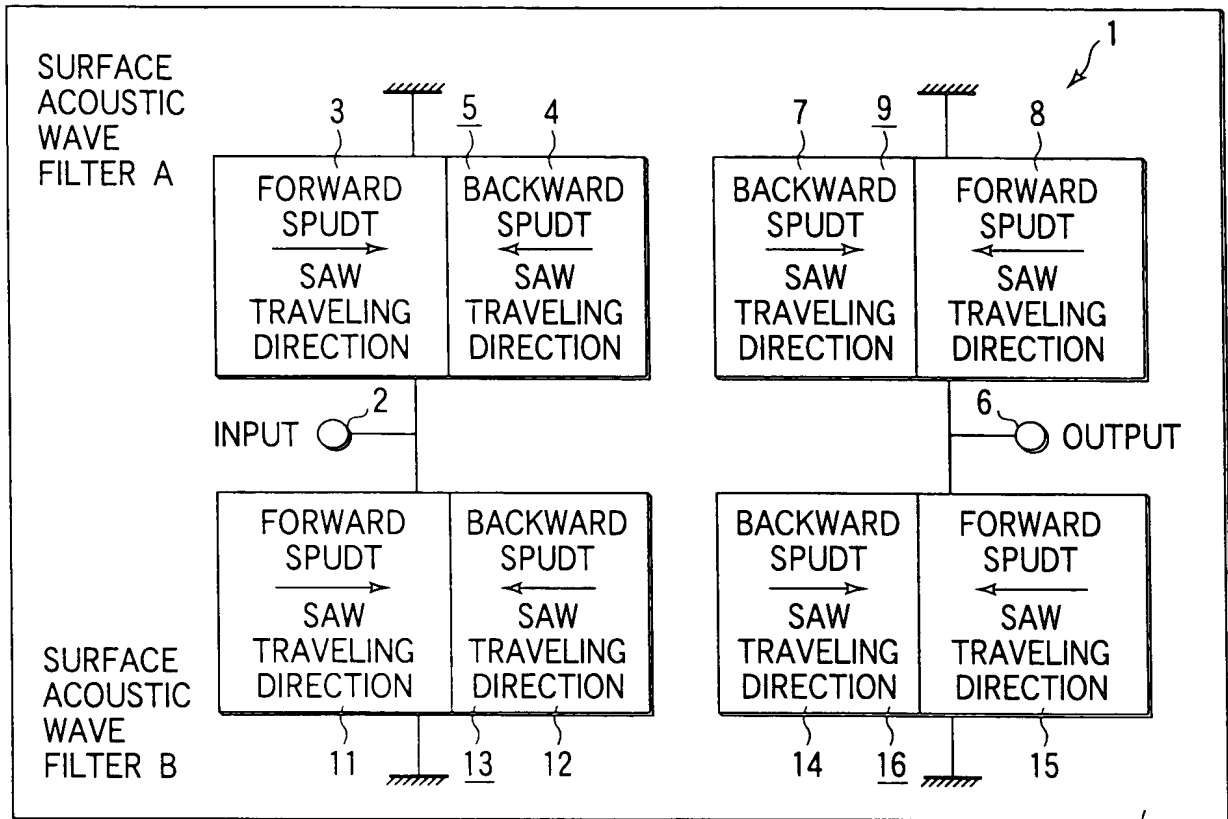 1
SURFACE
ACOUSTIC
WAVE
FILTER A
3 5 4 7 9 8
FORWARD
SPUDT
SAW
TRAVELING
DIRECTION
BACKWARD
SPUDT
SAW
TRAVELING
DIRECTION
BACKWARD
SPUDT
SAW
TRAVELING
DIRECTION
FORWARD
SPUDT
SAW
TRAVELING
DIRECTION
INPUT 2
6 OUTPUT
FORWARD
SPUDT
SAW
TRAVELING
DIRECTION
BACKWARD
SPUDT
SAW
TRAVELING
DIRECTION
BACKWARD
SPUDT
SAW
TRAVELING
DIRECTION
FORWARD
SPUDT
SAW
TRAVELING
DIRECTION
SURFACE
ACOUSTIC
WAVE
FILTER B
11 13 12 14 16 15